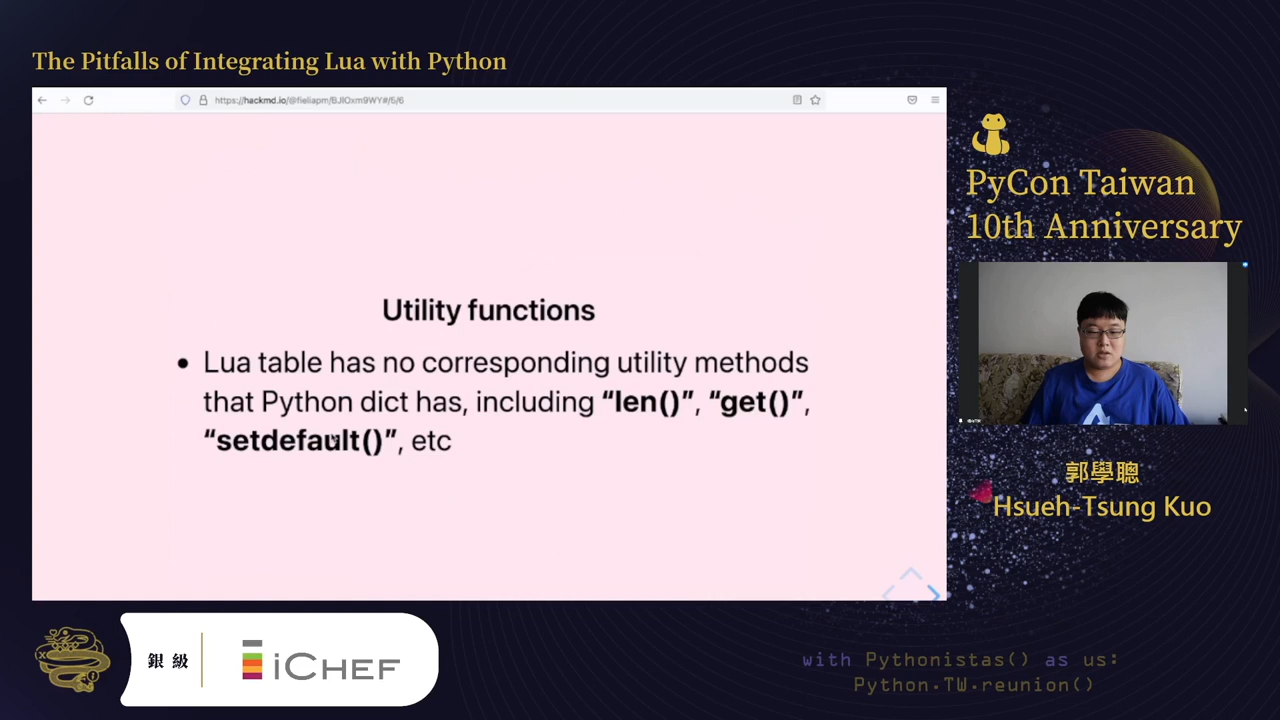 The Pitfalls of Integrating Lua with Python
https://hackmd.io/@fieliapm/BJlOxm9WY#/5/6
Utility functions
• Lua table has no corresponding utility methods
that Python dict has, including “len()”, “get()”,
“setdefault()”, etc
PyCon Taiwan
10th Anniversary
郭學聰
Hsueh-Tsung Kuo
銀級
iCHEF
with Pythonistas() as us:
Python.TW.reunion()